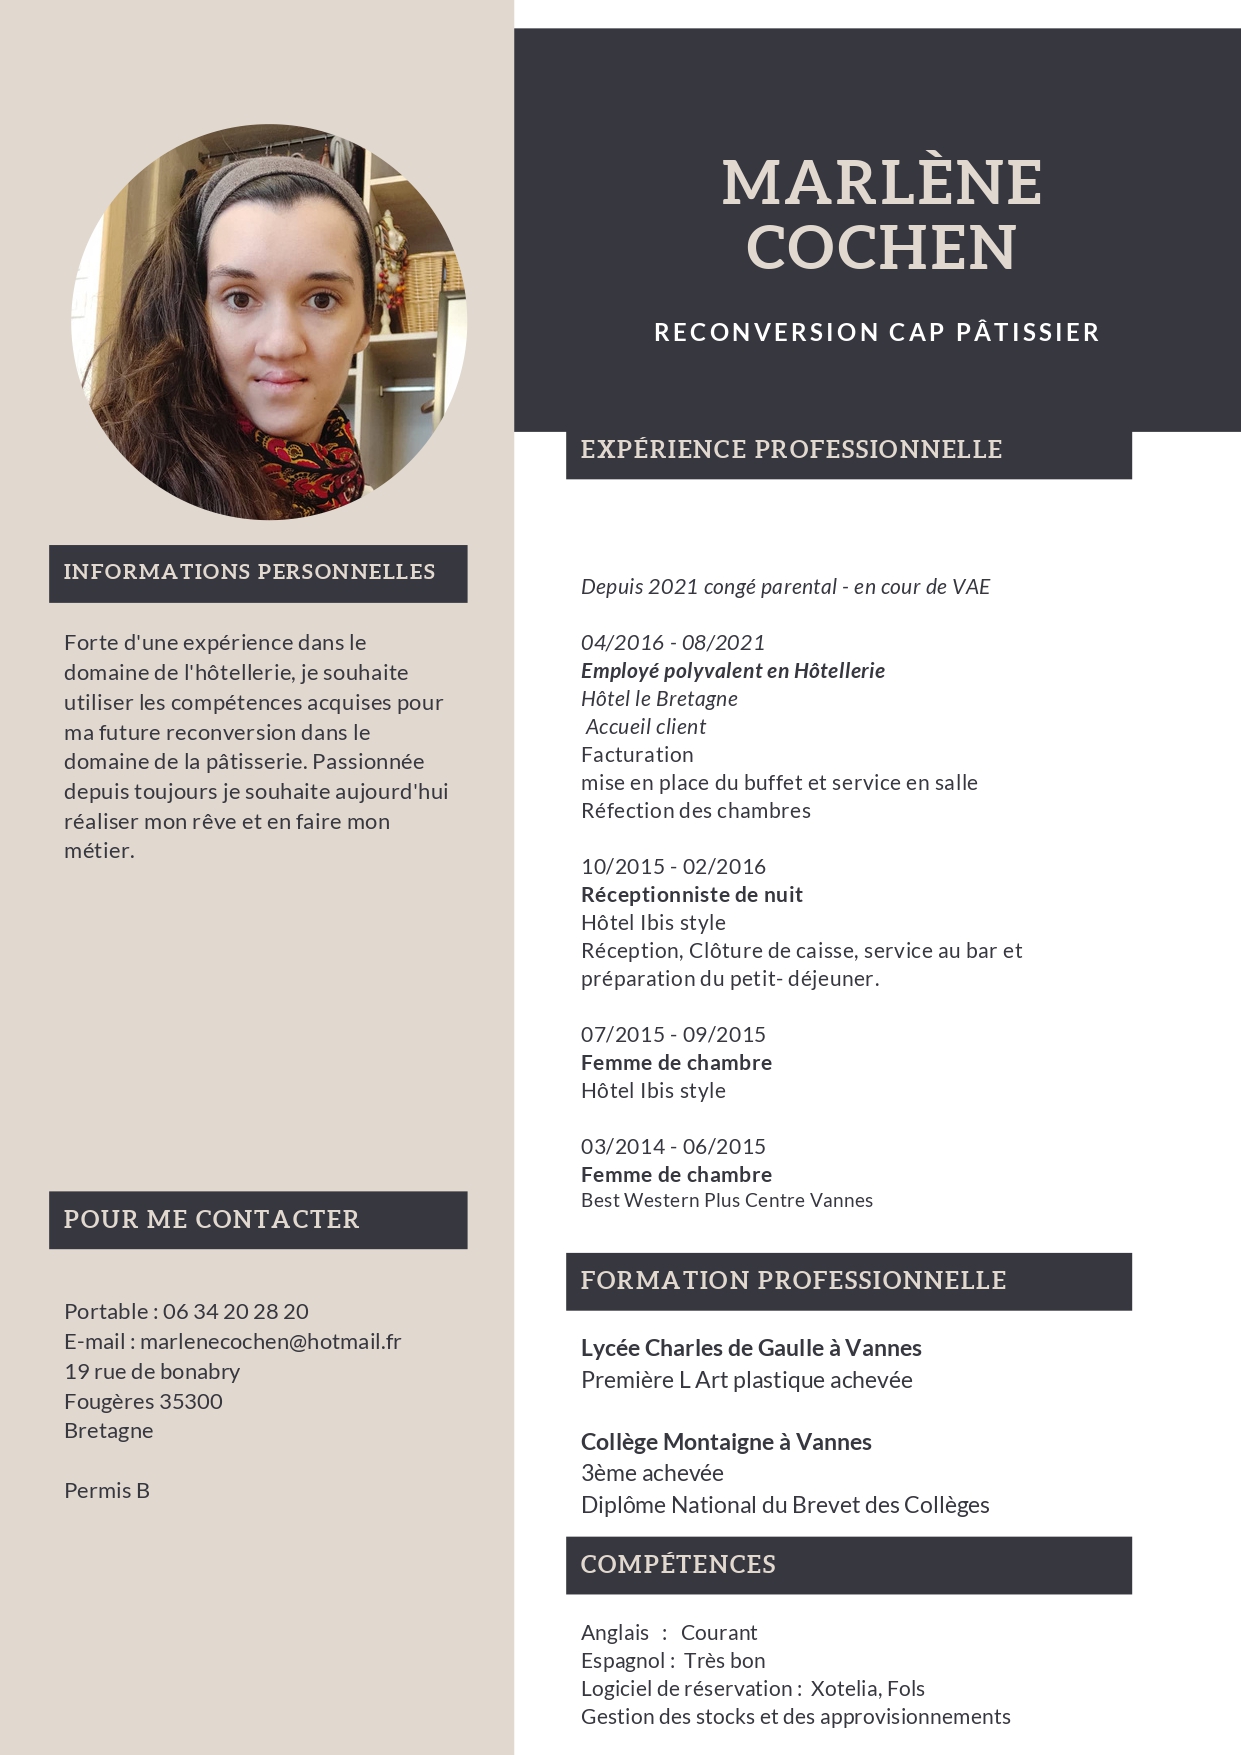 MARLÈNE
COCHEN
RECONVERSION CAP PÂTISSIER
INFORMATIONS PERSONNELLES
Forte d'une expérience dans le
domaine de l'hôtellerie, je souhaite
utiliser les compétences acquises pour
ma future reconversion dans le
domaine de la pâtisserie. Passionnée
depuis toujours je souhaite aujourd'hui
réaliser mon rêve et en faire mon
métier.
POUR ME CONTACTER
Portable : 06 34 20 28 20
E-mail : marlenecochen@hotmail.fr
19 rue de bonabry
Fougères 35300
Bretagne
Permis B
EXPÉRIENCE PROFESSIONNELLE
Depuis 2021 congé parental - en cour de VAE
04/2016 - 08/2021
Employé polyvalent en Hôtellerie
Hôtel le Bretagne
Accueil client
Facturation
mise en place du buffet et service en salle
Réfection des chambres
10/2015 - 02/2016
Réceptionniste de nuit
Hôtel Ibis style
Réception, Clôture de caisse, service au bar et
préparation du petit- déjeuner.
07/2015 - 09/2015
Femme de chambre
Hôtel Ibis style
03/2014 - 06/2015
Femme de chambre
Best Western Plus Centre Vannes
FORMATION PROFESSIONNELLE
Lycée Charles de Gaulle à Vannes
Première L Art plastique achevée
Collège Montaigne à Vannes
3ème achevée
Diplôme National du Brevet des Collèges
COMPÉTENCES
Anglais : Courant
Espagnol : Très bon
Logiciel de réservation : Xotelia, Fols
Gestion des stocks et des approvisionnements